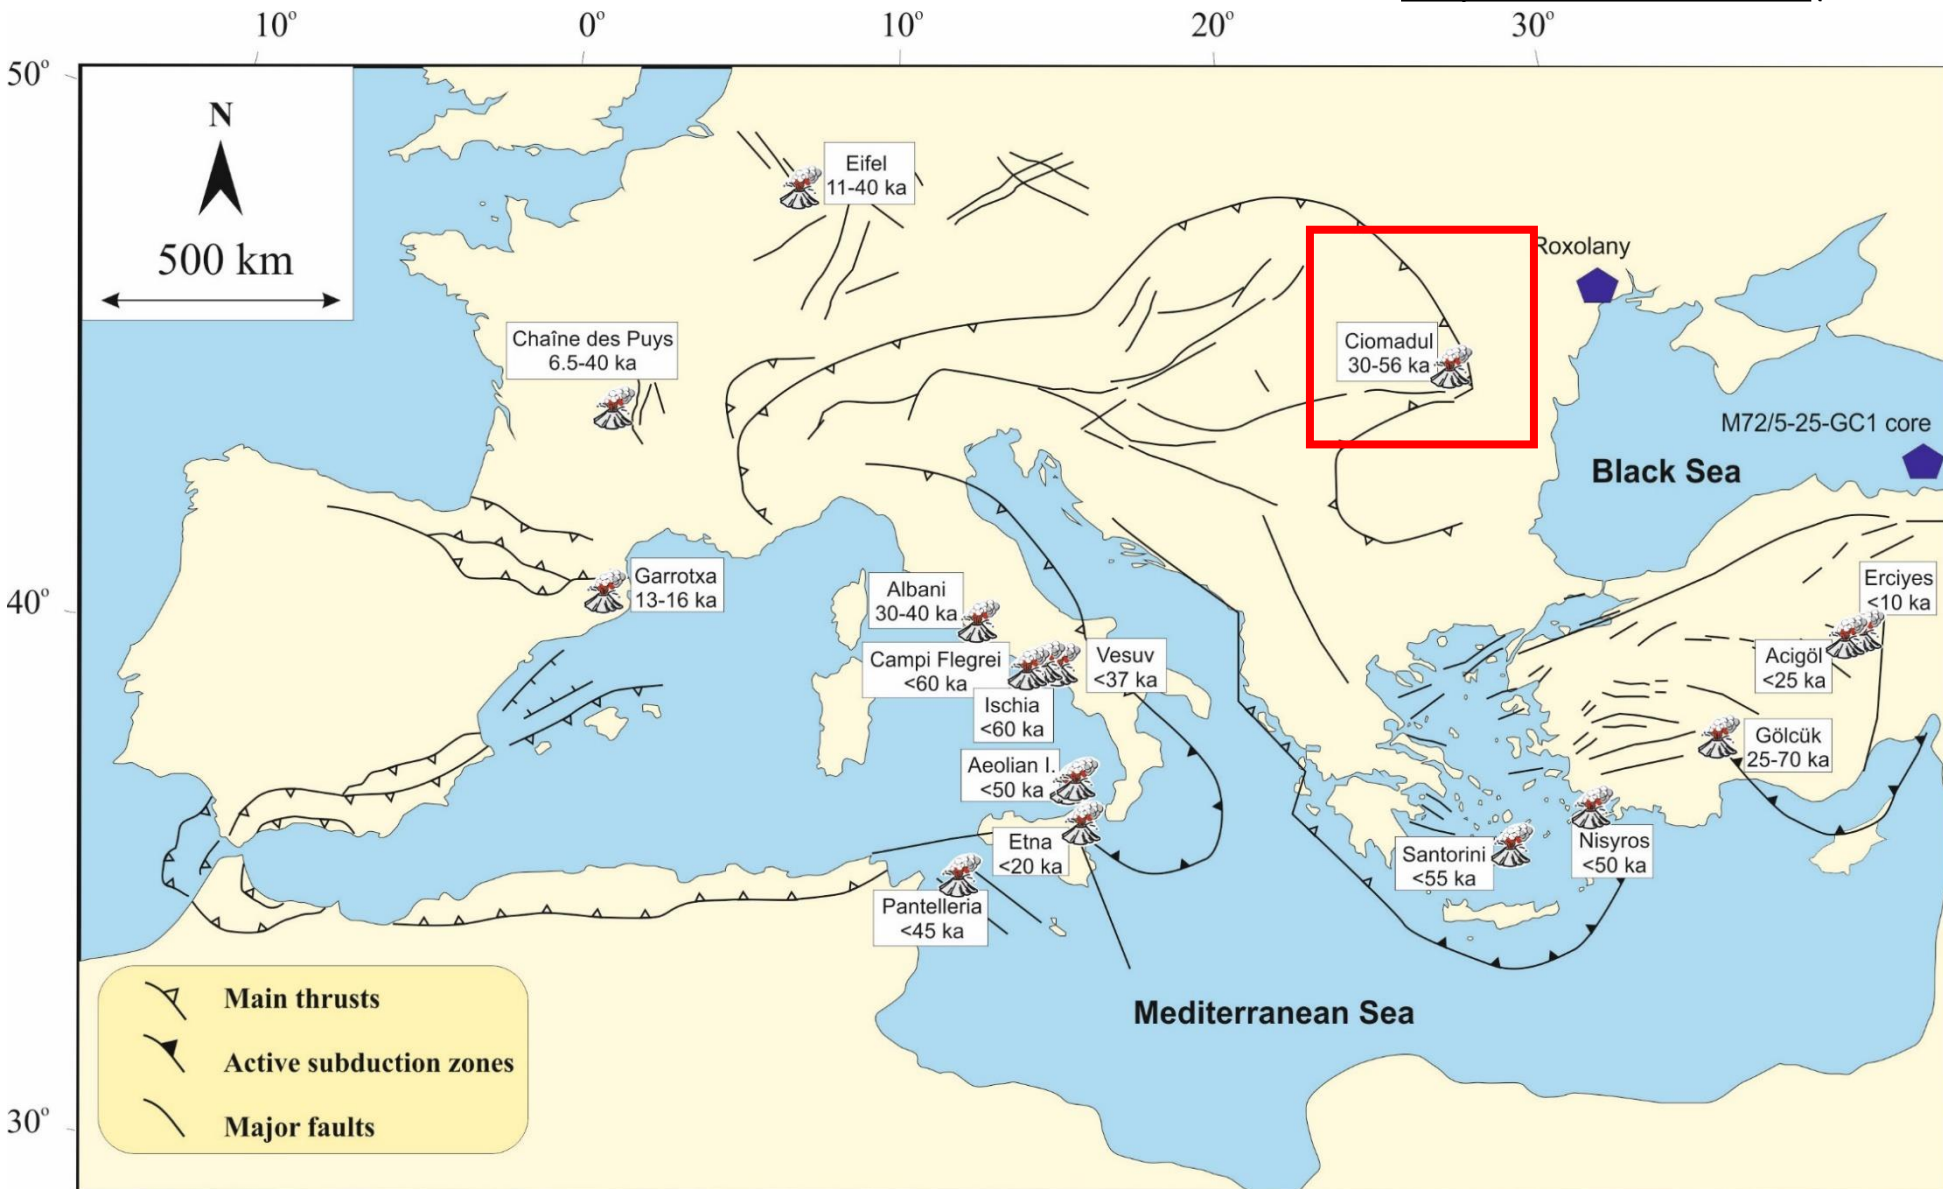 10°
0°
10°
20°
30°
50°
N
500 km
Eifel
11-40 ka
Roxolany
Chaîne des Puys
6.5-40 ka
Ciomadul
30-56 ka
M72/5-25-GC1 core
Black Sea
Garrotxa
13-16 ka
Albani
30-40 ka
Erciyes
<10 ka
40°
Campi Flegrei
<60 ka
Vesuv
<37 ka
Acigöl
<25 ka
Ischia
<60 ka
Aeolian I.
<50 ka
Gölcük
25-70 ka
Etna
<20 ka
Santorini
<55 ka
Nisyros
<50 ka
Pantelleria
<45 ka
Mediterranean Sea
Main thrusts
Active subduction zones
Major faults
30°